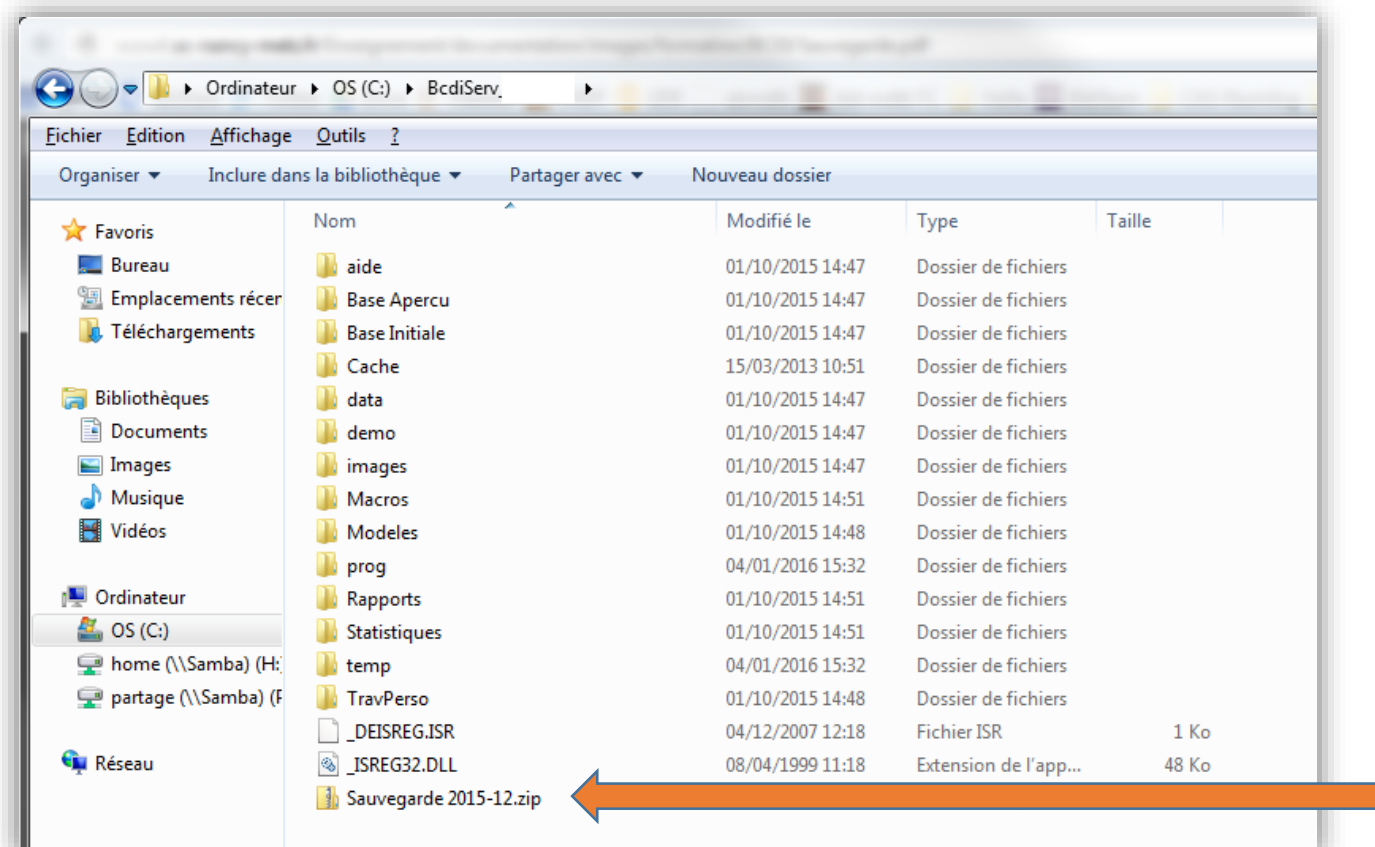 Ordinateur ▸ OS (C:) ▸ BcdiServ_ ▸
Fichier Edition Affichage Outils ?
Organiser Inclure dans la bibliothèque Partager avec Nouveau dossier
Nom Modifié le Type Taille
Favoris
Bureau
Emplacements récer
Téléchargements
Bibliothèques
Documents
Images
Musique
Vidéos
Ordinateur
OS (C:)
home (\\Samba) (H:
partage (\\Samba) (P
Réseau
aide 01/10/2015 14:47 Dossier de fichiers
Base Apercu 01/10/2015 14:47 Dossier de fichiers
Base Initiale 01/10/2015 14:47 Dossier de fichiers
Cache 15/03/2013 10:51 Dossier de fichiers
data 01/10/2015 14:47 Dossier de fichiers
demo 01/10/2015 14:47 Dossier de fichiers
images 01/10/2015 14:47 Dossier de fichiers
Macros 01/10/2015 14:51 Dossier de fichiers
Modeles 01/10/2015 14:48 Dossier de fichiers
prog 04/01/2016 15:32 Dossier de fichiers
Rapports 01/10/2015 14:51 Dossier de fichiers
Statistiques 01/10/2015 14:51 Dossier de fichiers
temp 04/01/2016 15:32 Dossier de fichiers
TravPerso 01/10/2015 14:48 Dossier de fichiers
_DEISREG.ISR 04/12/2007 12:18 Fichier ISR 1 Ko
_ISREG32.DLL 08/04/1999 11:18 Extension de l'app... 48 Ko
Sauvegarde 2015-12.zip